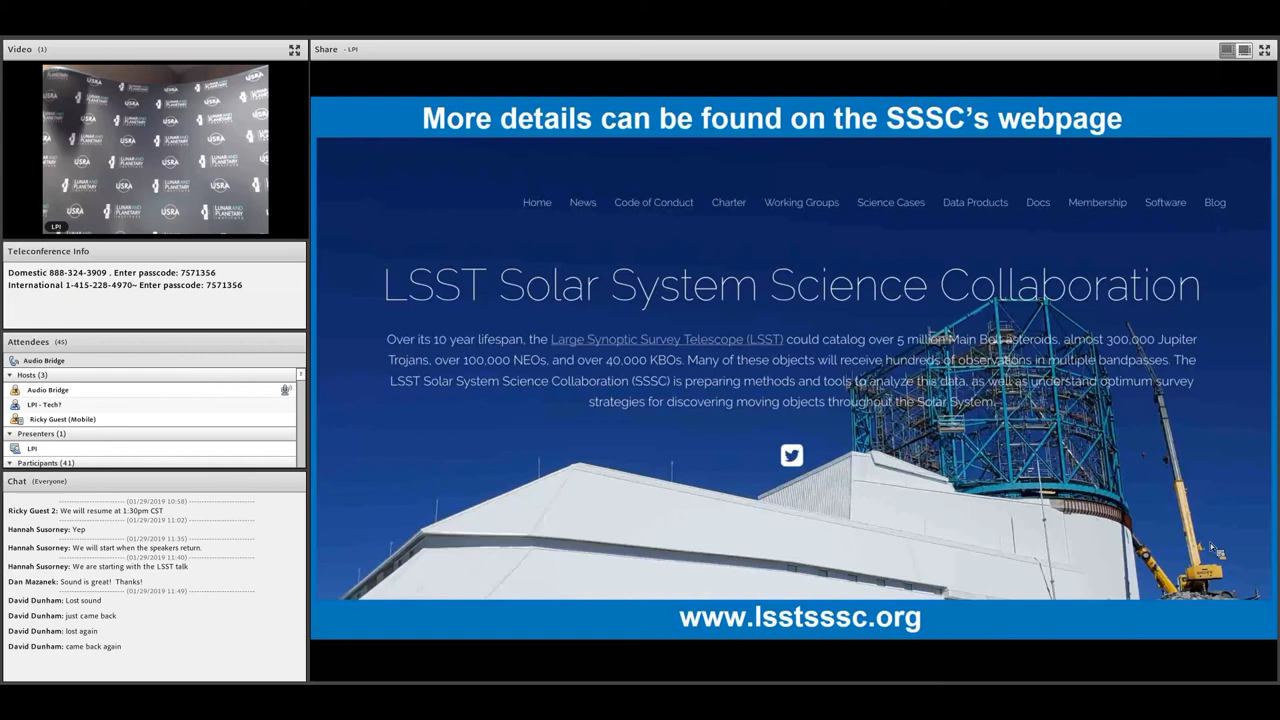 Video (1)
USRA
LUNAR AND PLANETARY INSTITUTE
LPI
Teleconference Info
Domestic 888-324-3909 . Enter passcode: 7571356
International 1-415-228-4970~ Enter passcode: 7571356
Attendees (45)
Audio Bridge
Hosts (3)
Audio Bridge
LPI - Tech?
Ricky Guest (Mobile)
Presenters (1)
LPI
Participants (41)
Chat (Everyone)
(01/29/2019 10:58)
Ricky Guest 2: We will resume at 1:30pm CST
(01/29/2019 11:02)
Hannah Susorney: Yep
(01/29/2019 11:35)
Hannah Susorney: We will start when the speakers return.
(01/29/2019 11:40)
Hannah Susorney: We are starting with the LSST talk
Dan Mazanek: Sound is great! Thanks!
(01/29/2019 11:49)
David Dunham: Lost sound
David Dunham: just came back
David Dunham: lost again
David Dunham: came back again
Share - LPI
More details can be found on the SSSC's webpage
Home News Code of Conduct Charter Working Groups Science Cases Data Products Docs Membership Software Blog
LSST Solar System Science Collaboration
Over its 10 year lifespan, the Large Synoptic Survey Telescope (LSST) could catalog over 5 million Main Belt asteroids, almost 300,000 Jupiter
Trojans, over 100,000 NEOs, and over 40,000 KBOs. Many of these objects will receive hundreds of observations in multiple bandpasses. The
LSST Solar System Science Collaboration (SSSC) is preparing methods and tools to analyze this data, as well as understand optimum survey
strategies for discovering moving objects throughout the Solar System.
www.lsstsssc.org